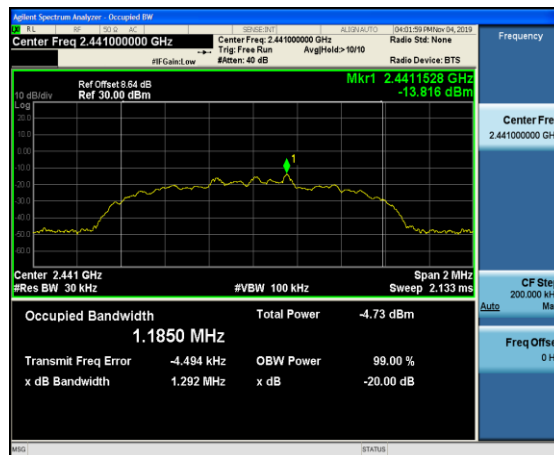 Agilent Spectrum Analyzer - Occupied BW
RL RF 50 Ω AC SENSE:INT ALIGN AUTO 04:01:59 PM Nov 04, 2019
Center Freq 2.441000000 GHz
Center Freq: 2.441000000 GHz
Radio Std: None
Trig: Free Run Avg|Hold:>10/10
#IFGain:Low
#Atten: 40 dB
Radio Device: BTS
Frequency
Ref Offset 8.64 dB
Mkr1 2.4411528 GHz
10 dB/div Ref 30.00 dBm
-13.816 dBm
Log
20.0
10.0
0.00
-10.0
-20.0
-30.0
-40.0
-50.0
-60.0
1
Center Fre
2.441000000 GH
Center 2.441 GHz
Span 2 MHz
#Res BW 30 kHz
#VBW 100 kHz
Sweep 2.133 ms
CF Ste
200.000 kH
Auto Ma
Occupied Bandwidth
Total Power -4.73 dBm
1.1850 MHz
Transmit Freq Error -4.494 kHz
OBW Power 99.00 %
x dB Bandwidth 1.292 MHz
x dB -20.00 dB
Freq Offse
0 H
MSG
STATUS